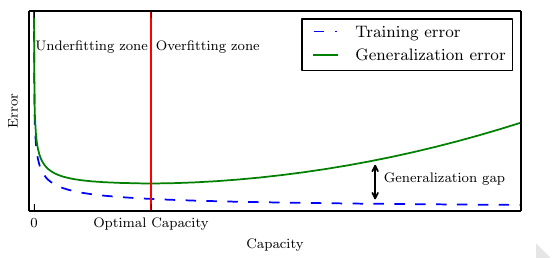 Training error
Generalization error
Underfitting zone
Overfitting zone
Error
Generalization gap
0
Optimal Capacity
Capacity